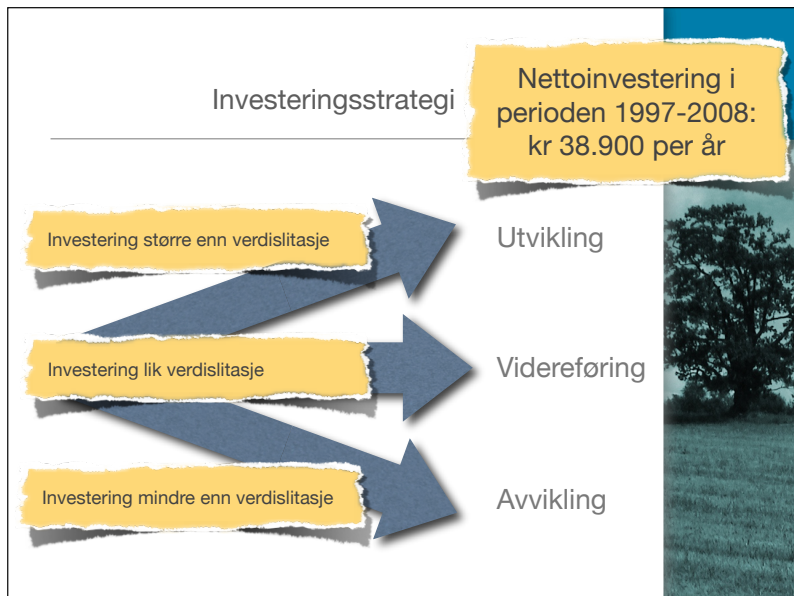 Investeringsstrategi
Nettoinvestering i
perioden 1997-2008:
kr 38.900 per år
Investering større enn verdislitasje
Utvikling
Investering lik verdislitasje
Videreføring
Investering mindre enn verdislitasje
Avvikling